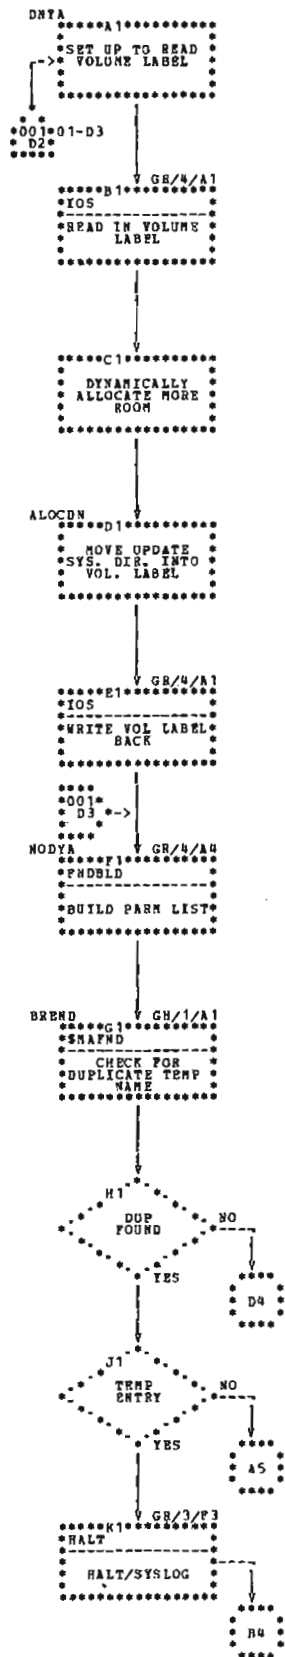 DNYA
A1
SET UP TO READ
VOLUME LABEL
001 01-D3
D2
GR/4/A1
B1
IOS
READ IN VOLUME
LABEL
C1
DYNAMICALLY
ALLOCATE MORE
ROOM
ALOCDN
D1
MOVE UPDATE
SYS. DIR. INTO
VOL. LABEL
GR/4/A1
E1
IOS
WRITE VOL LABEL
BACK
001
D3
NODYA GR/4/A4
F1
FNDBLD
BUILD PARM LIST
BREND GH/1/A1
G1
$MAFND
CHECK FOR
DUPLICATE TEMP
NAME
H1
DUP
FOUND
NO
YES
D4
J1
TEMP
ENTRY
NO
YES
A5
GR/3/F3
K1
HALT
HALT/SYSLOG
B4